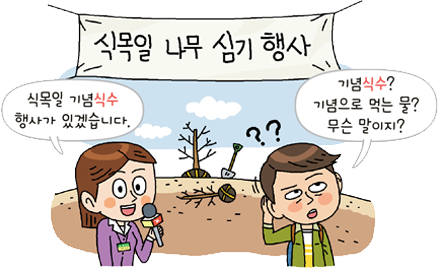 식목일 나무 심기 행사
식목일 기념식수
행사가 있겠습니다.
기념식수?
기념으로 먹는 물?
무슨 말이지?
??